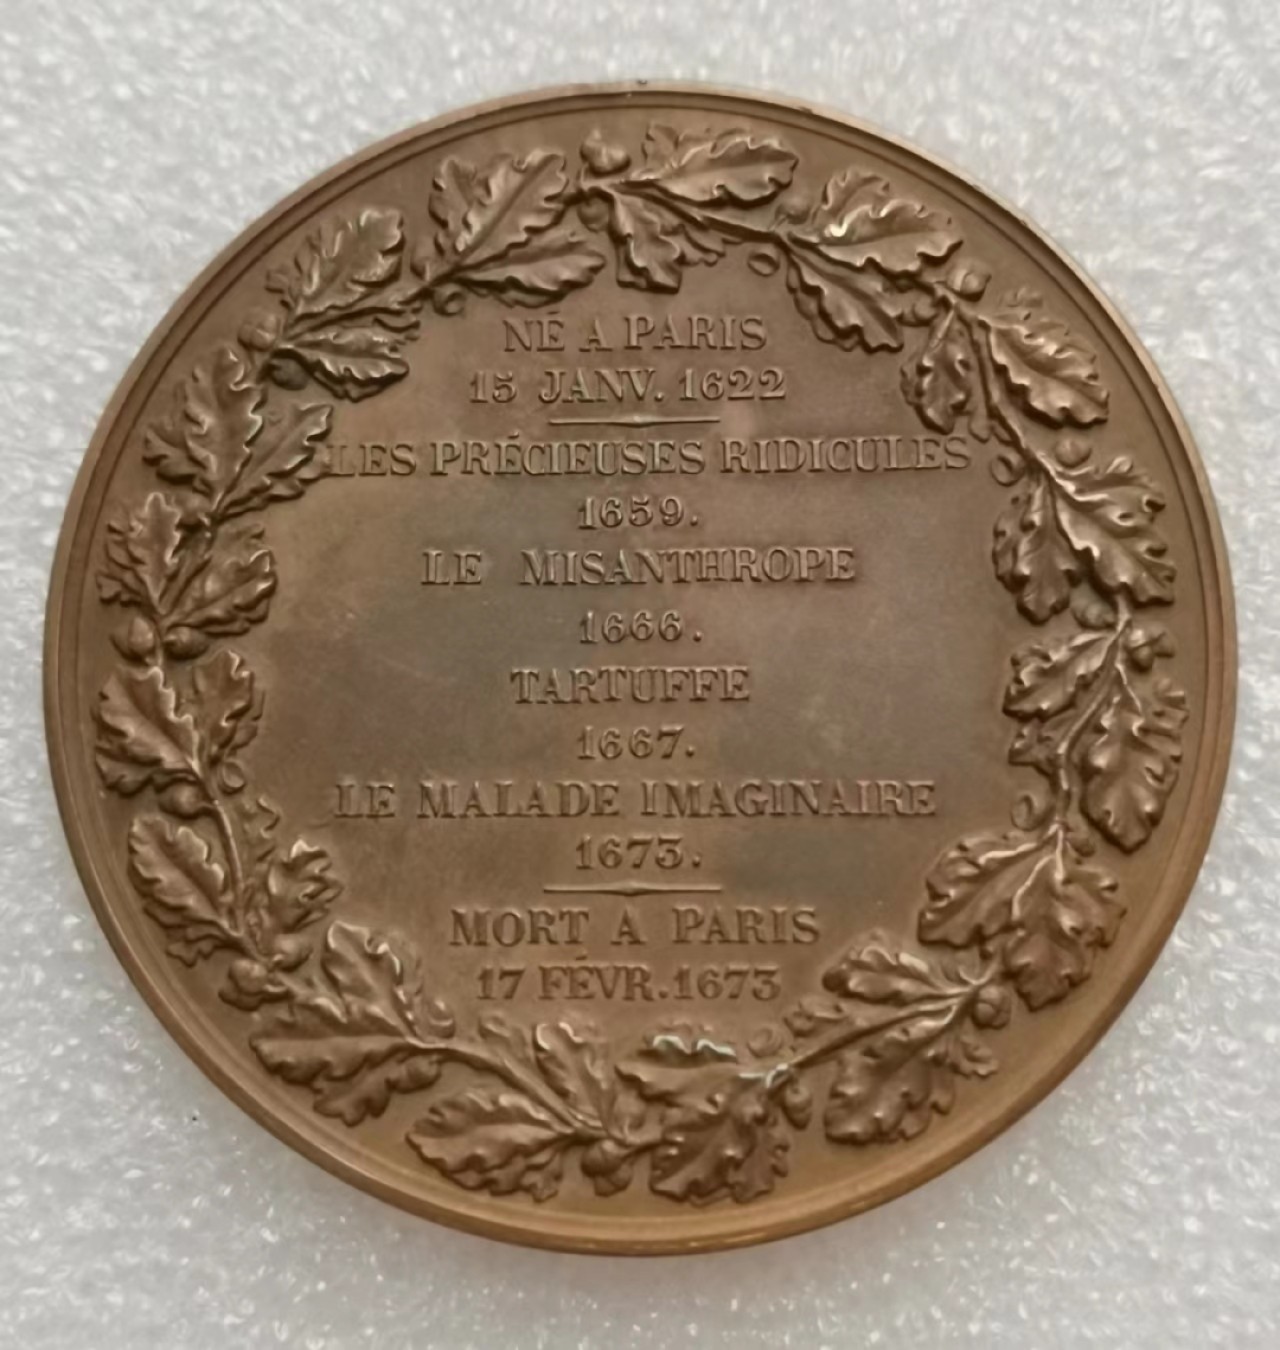 NÉ A PARIS
15 JANV. 1622
LES PRÉCIEUSES RIDICULES
1659.
LE MISANTHROPE
1666.
TARTUFFE
1667.
LE MALADE IMAGINAIRE
1673.
MORT A PARIS
17 FÉVR. 1673